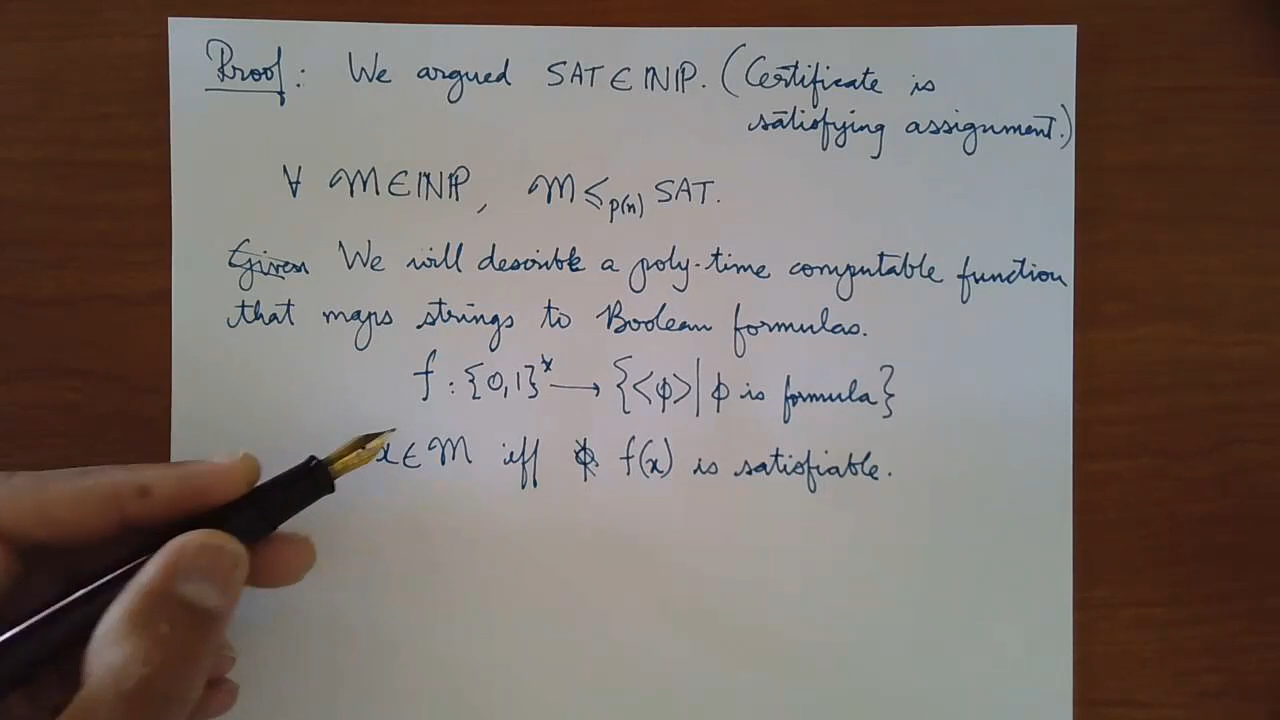 Proof: We argued SAT ∈ NP. (Certificate is
satisfying assignment.)
∀ M ∈ NP, M ≤p(n) SAT.
Given We will describe a poly-time computable function
that maps strings to Boolean formulas.
f : {0,1}* → {<φ> | φ is formula}
x ∈ M iff f(x) is satisfiable.